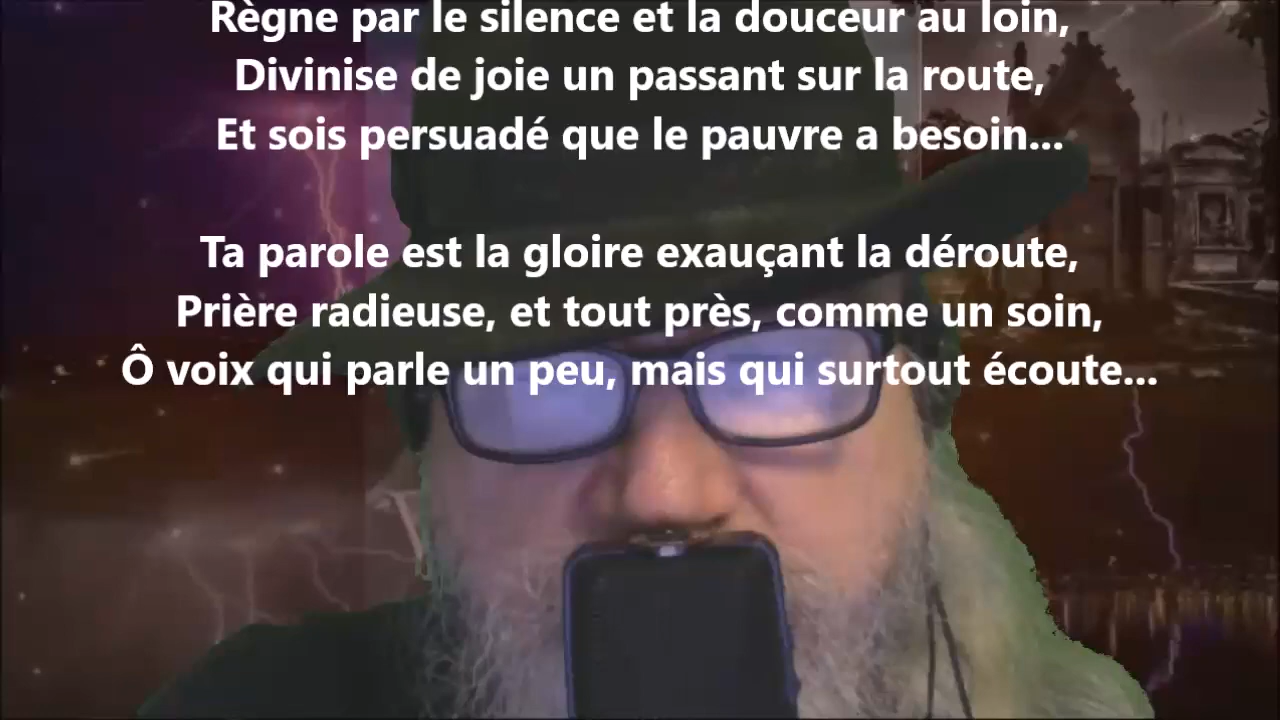 Règne par le silence et la douceur au loin,
Divinise de joie un passant sur la route,
Et sois persuadé que le pauvre a besoin...
Ta parole est la gloire exauçant la déroute,
Prière radieuse, et tout près, comme un soin,
Ô voix qui parle un peu, mais qui surtout écoute...